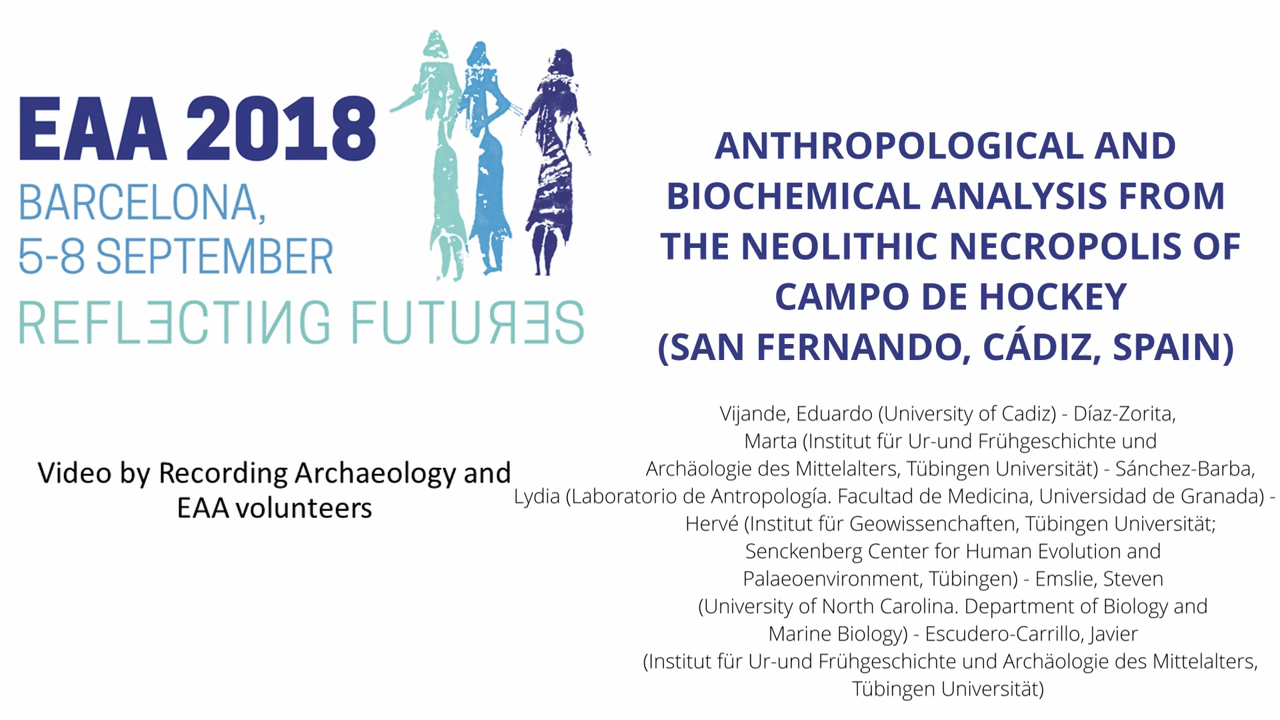 EAA 2018
BARCELONA,
5-8 SEPTEMBER
REFLƎCTIИG FUTUЯƎS
Video by Recording Archaeology and
EAA volunteers
ANTHROPOLOGICAL AND
BIOCHEMICAL ANALYSIS FROM
THE NEOLITHIC NECROPOLIS OF
CAMPO DE HOCKEY
(SAN FERNANDO, CÁDIZ, SPAIN)
Vijande, Eduardo (University of Cadiz) - Díaz-Zorita,
Marta (Institut für Ur-und Frühgeschichte und
Archäologie des Mittelalters, Tübingen Universität) - Sánchez-Barba,
Lydia (Laboratorio de Antropología. Facultad de Medicina, Universidad de Granada) -
Hervé (Institut für Geowissenchaften, Tübingen Universität;
Senckenberg Center for Human Evolution and
Palaeoenvironment, Tübingen) - Emslie, Steven
(University of North Carolina. Department of Biology and
Marine Biology) - Escudero-Carrillo, Javier
(Institut für Ur-und Frühgeschichte und Archäologie des Mittelalters,
Tübingen Universität)